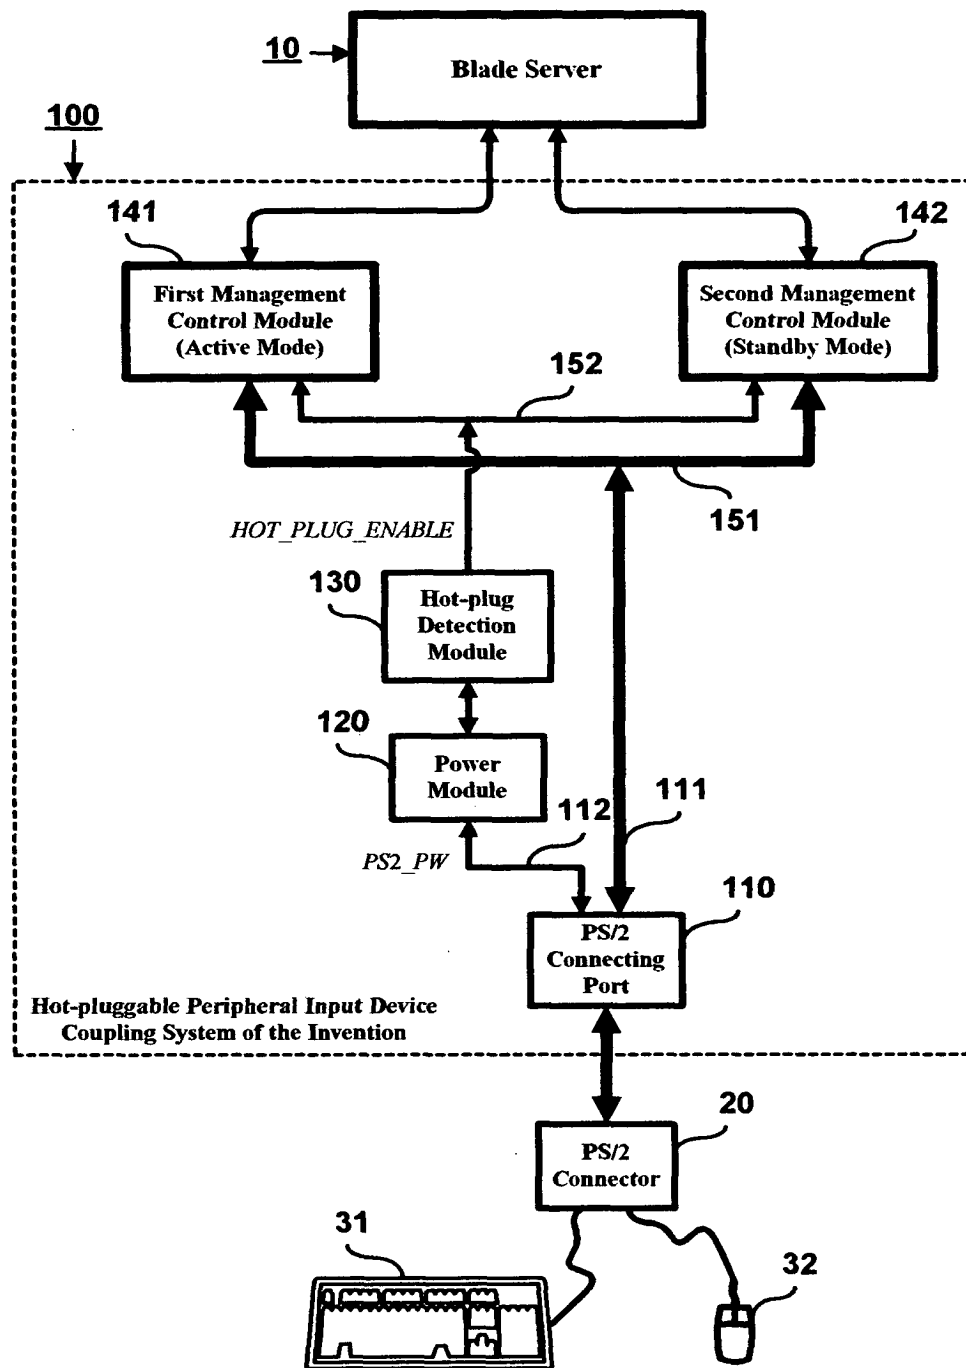 10
Blade Server
100
141
142
First Management
Control Module
(Active Mode)
Second Management
Control Module
(Standby Mode)
152
151
HOT_PLUG_ENABLE
130
Hot-plug
Detection
Module
120
Power
Module
112
111
PS2_PW
110
PS/2
Connecting
Port
Hot-pluggable Peripheral Input Device
Coupling System of the Invention
20
PS/2
Connector
31
32